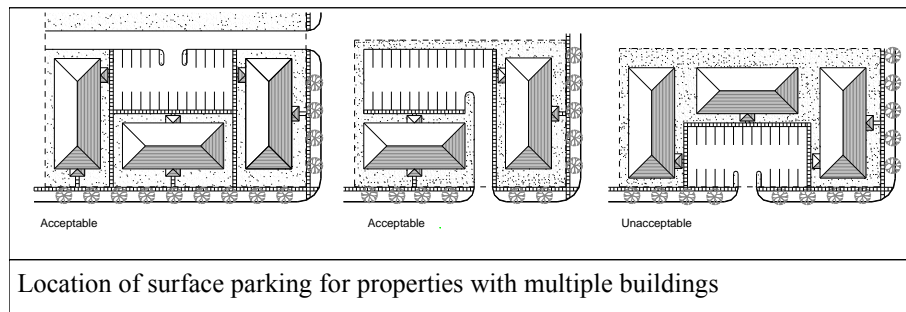 Acceptable
Acceptable
Unacceptable
Location of surface parking for properties with multiple buildings